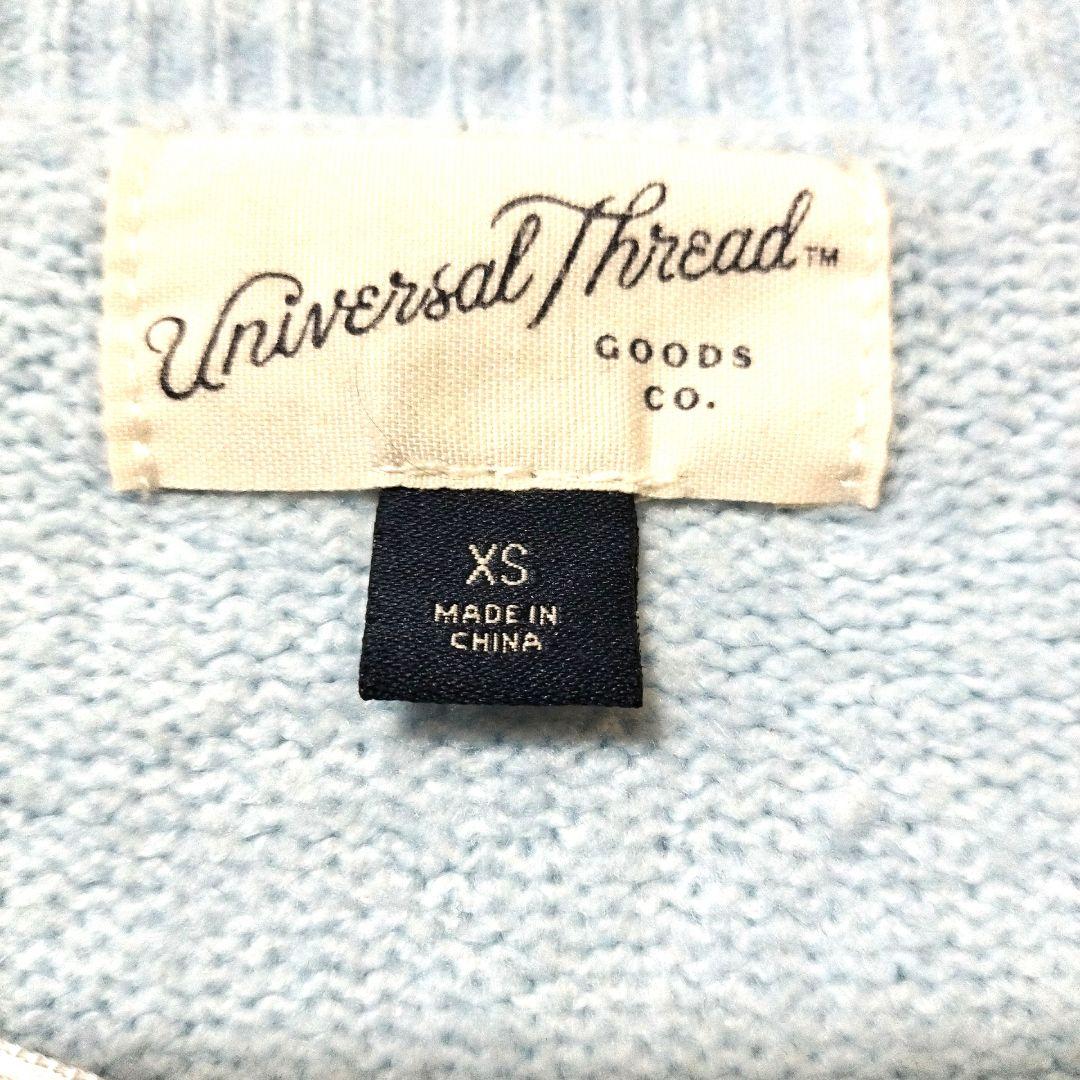 Universal Thread™
GOODS
CO.
XS
MADE IN
CHINA